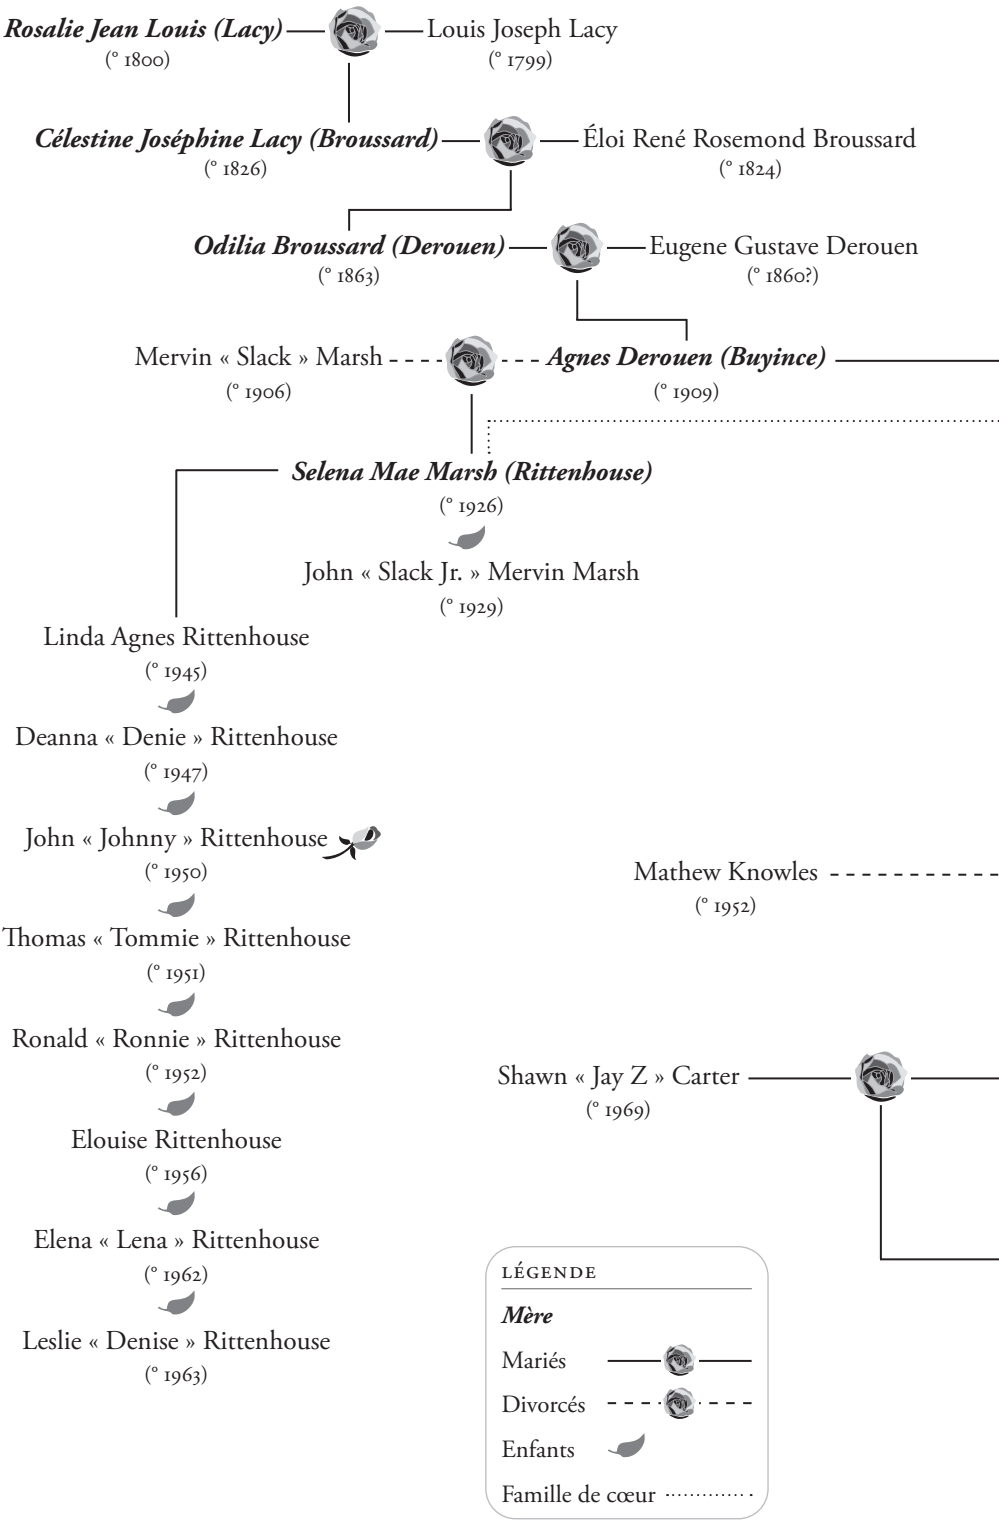 Rosalie Jean Louis (Lacy) Louis Joseph Lacy
(° 1800) (° 1799)
Célestine Joséphine Lacy (Broussard) Éloi René Rosemond Broussard
(° 1826) (° 1824)
Odilia Broussard (Derouen) Eugene Gustave Derouen
(° 1863) (° 1860?)
Mervin « Slack » Marsh Agnes Derouen (Buyince)
(° 1906) (° 1909)
Selena Mae Marsh (Rittenhouse)
(° 1926)
John « Slack Jr. » Mervin Marsh
(° 1929)
Linda Agnes Rittenhouse
(° 1945)
Deanna « Denie » Rittenhouse
(° 1947)
John « Johnny » Rittenhouse
(° 1950)
Thomas « Tommie » Rittenhouse
(° 1951)
Ronald « Ronnie » Rittenhouse
(° 1952)
Elouise Rittenhouse
(° 1956)
Elena « Lena » Rittenhouse
(° 1962)
Leslie « Denise » Rittenhouse
(° 1963)
Mathew Knowles
(° 1952)
Shawn « Jay Z » Carter
(° 1969)
LÉGENDE
Mère
Mariés
Divorcés
Enfants
Famille de cœur